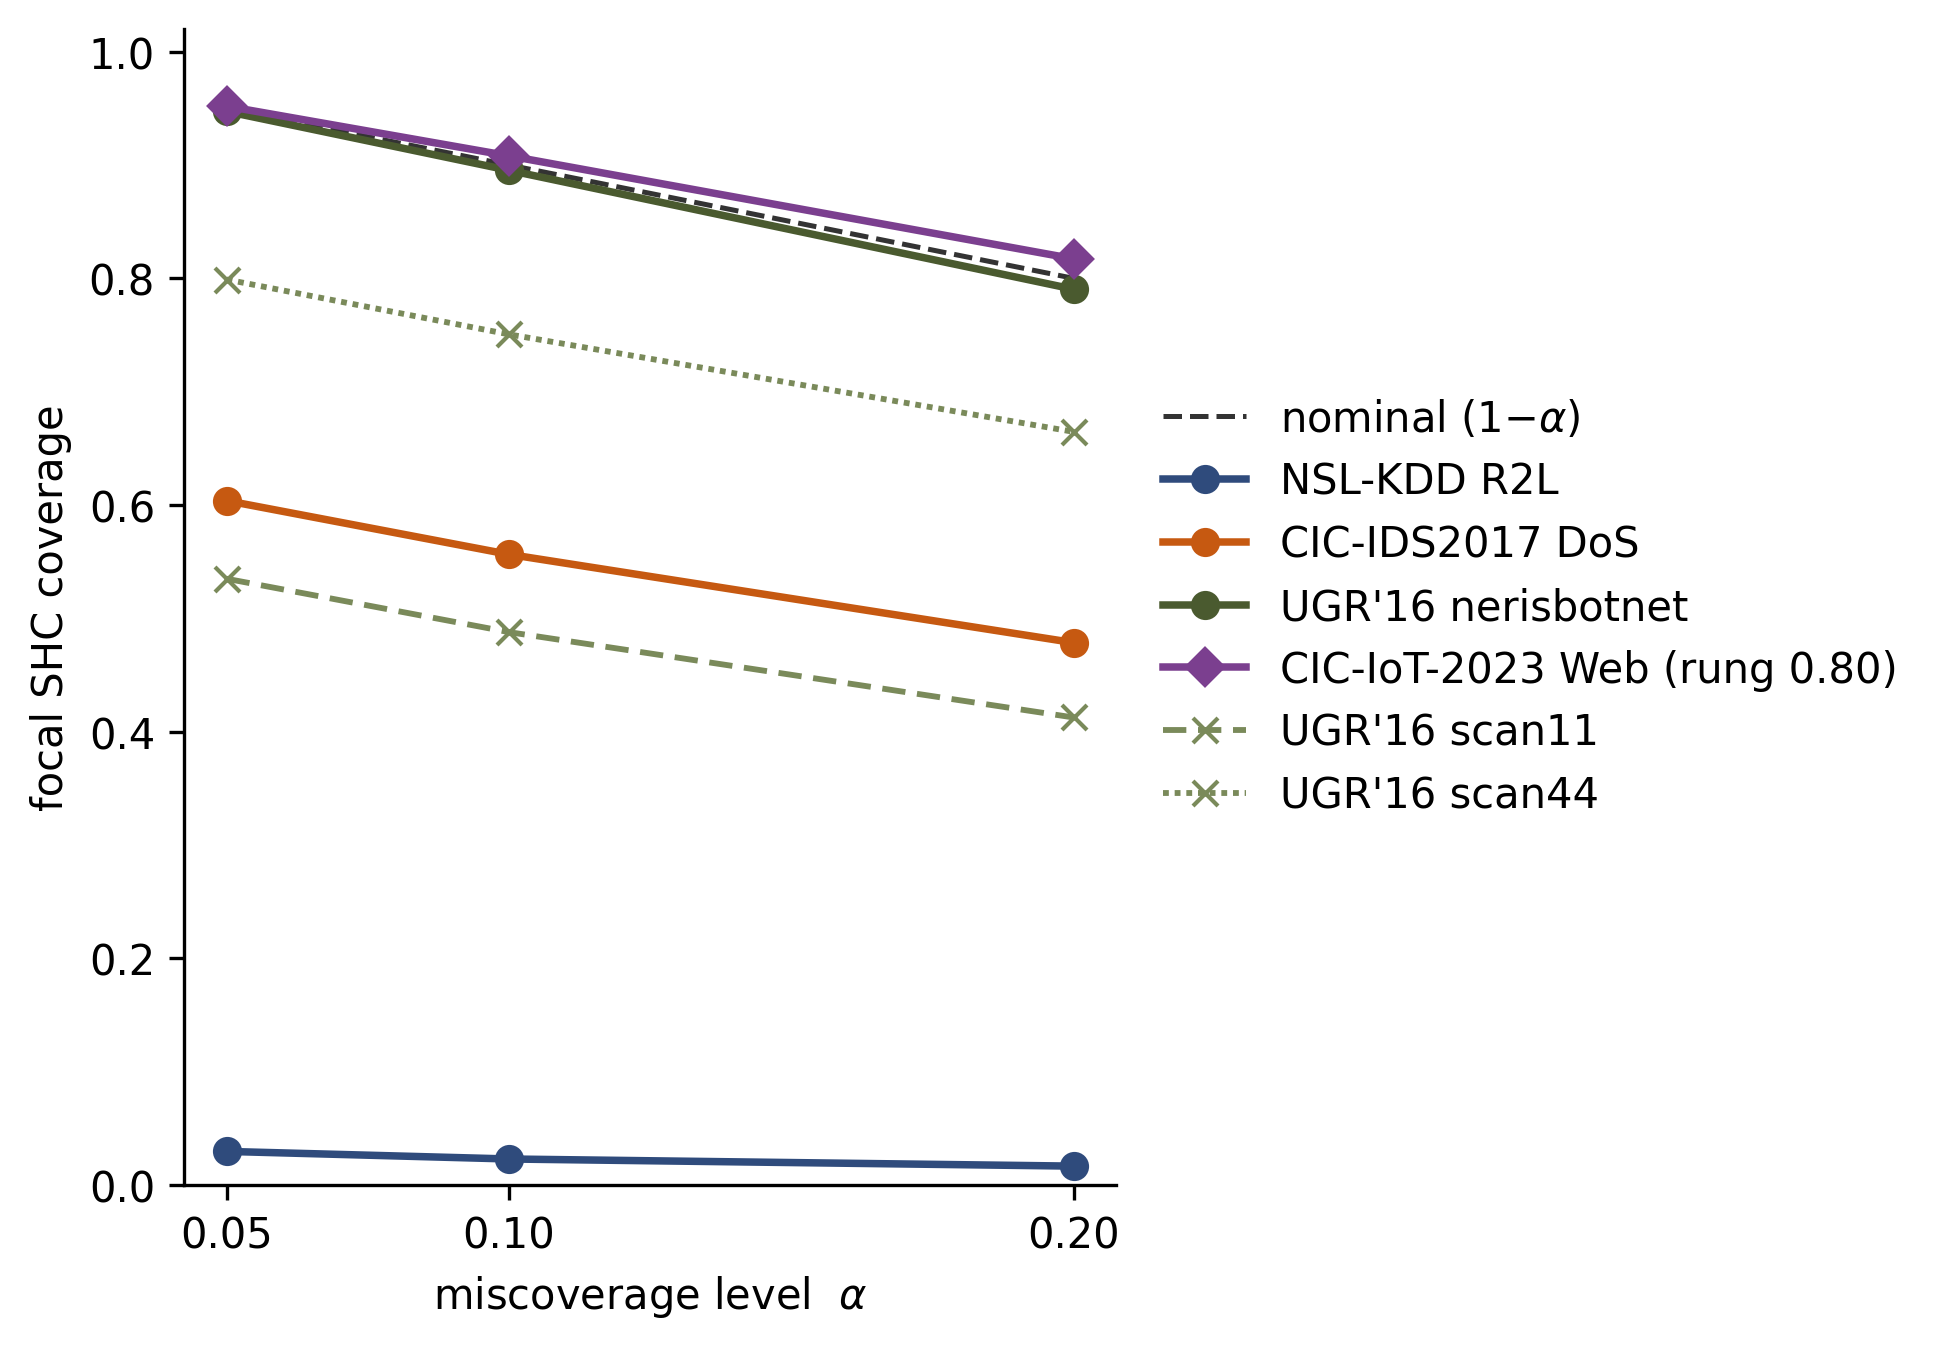 1.0
0.8
0.6
0.4
0.2
0.0
focal SHC coverage
0.05
0.10
0.20
miscoverage level α
nominal (1−α)
NSL-KDD R2L
CIC-IDS2017 DoS
UGR'16 nerisbotnet
CIC-IoT-2023 Web (rung 0.80)
UGR'16 scan11
UGR'16 scan44